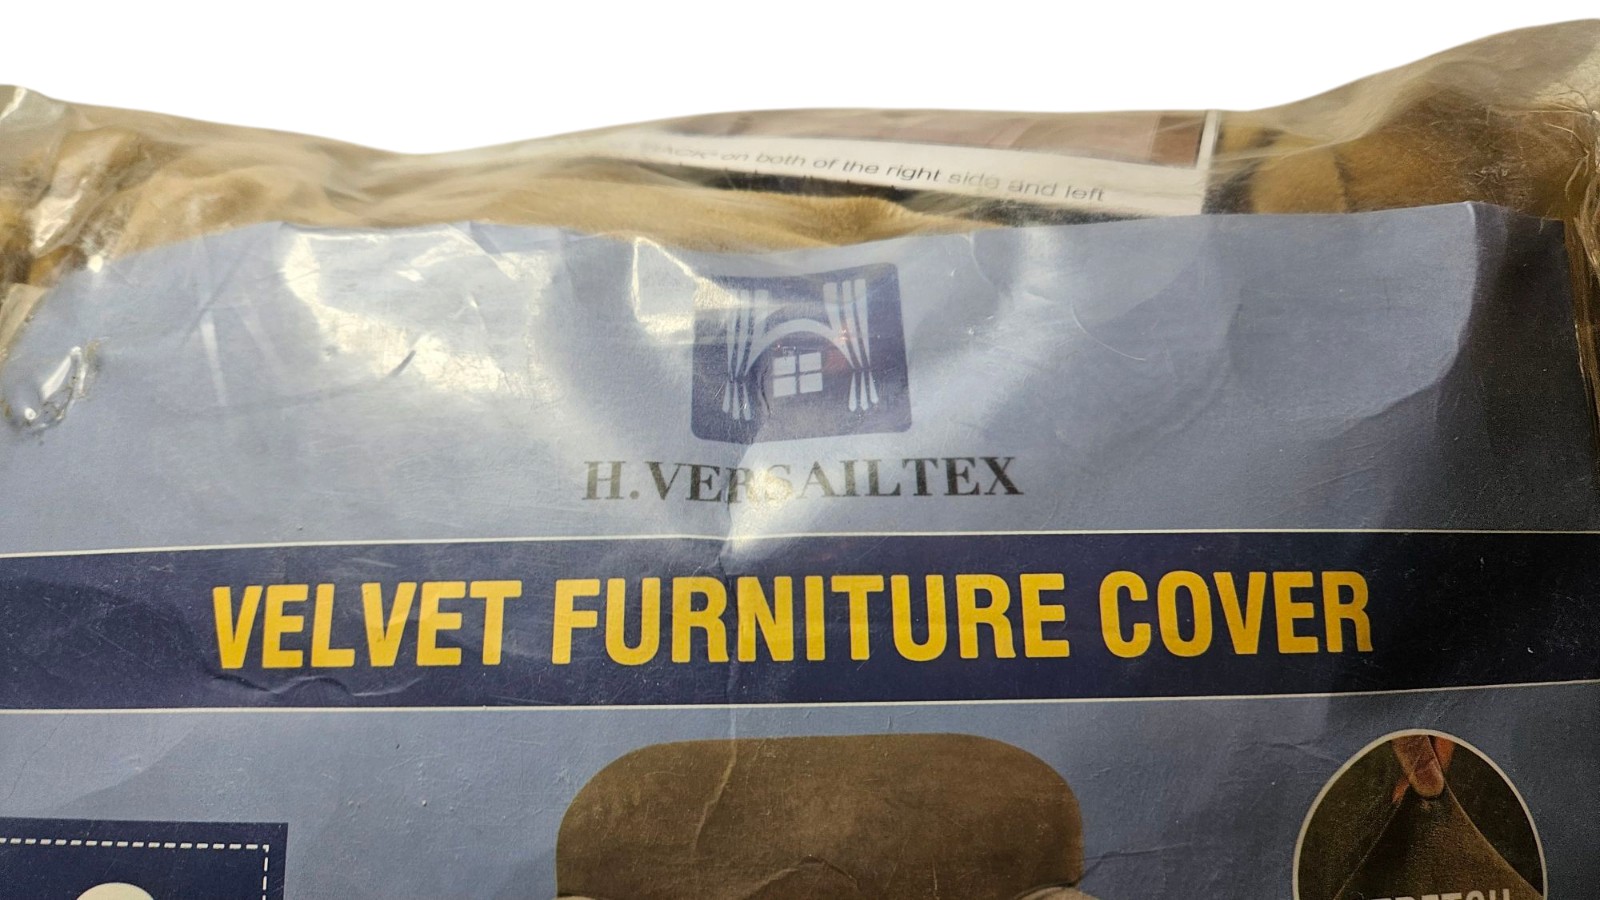 on both of the right side and left
H.VERSAILTEX
VELVET FURNITURE COVER